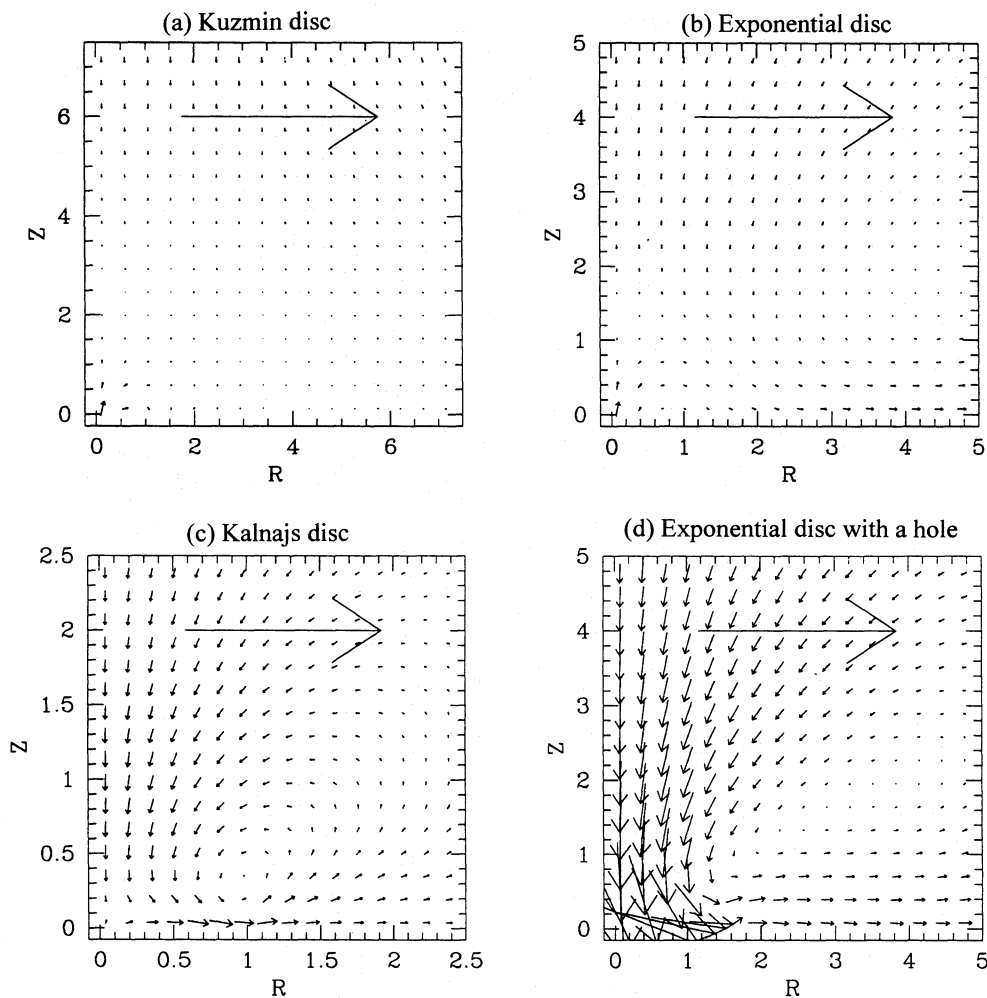 (a) Kuzmin disc
Z
6
4
2
0
0 2 4 6
R
(b) Exponential disc
Z
5
4
3
2
1
0
0 1 2 3 4 5
R
(c) Kalnajs disc
Z
2.5
2
1.5
1
0.5
0
0 0.5 1 1.5 2 2.5
R
(d) Exponential disc with a hole
Z
5
4
3
2
1
0
0 1 2 3 4 5
R